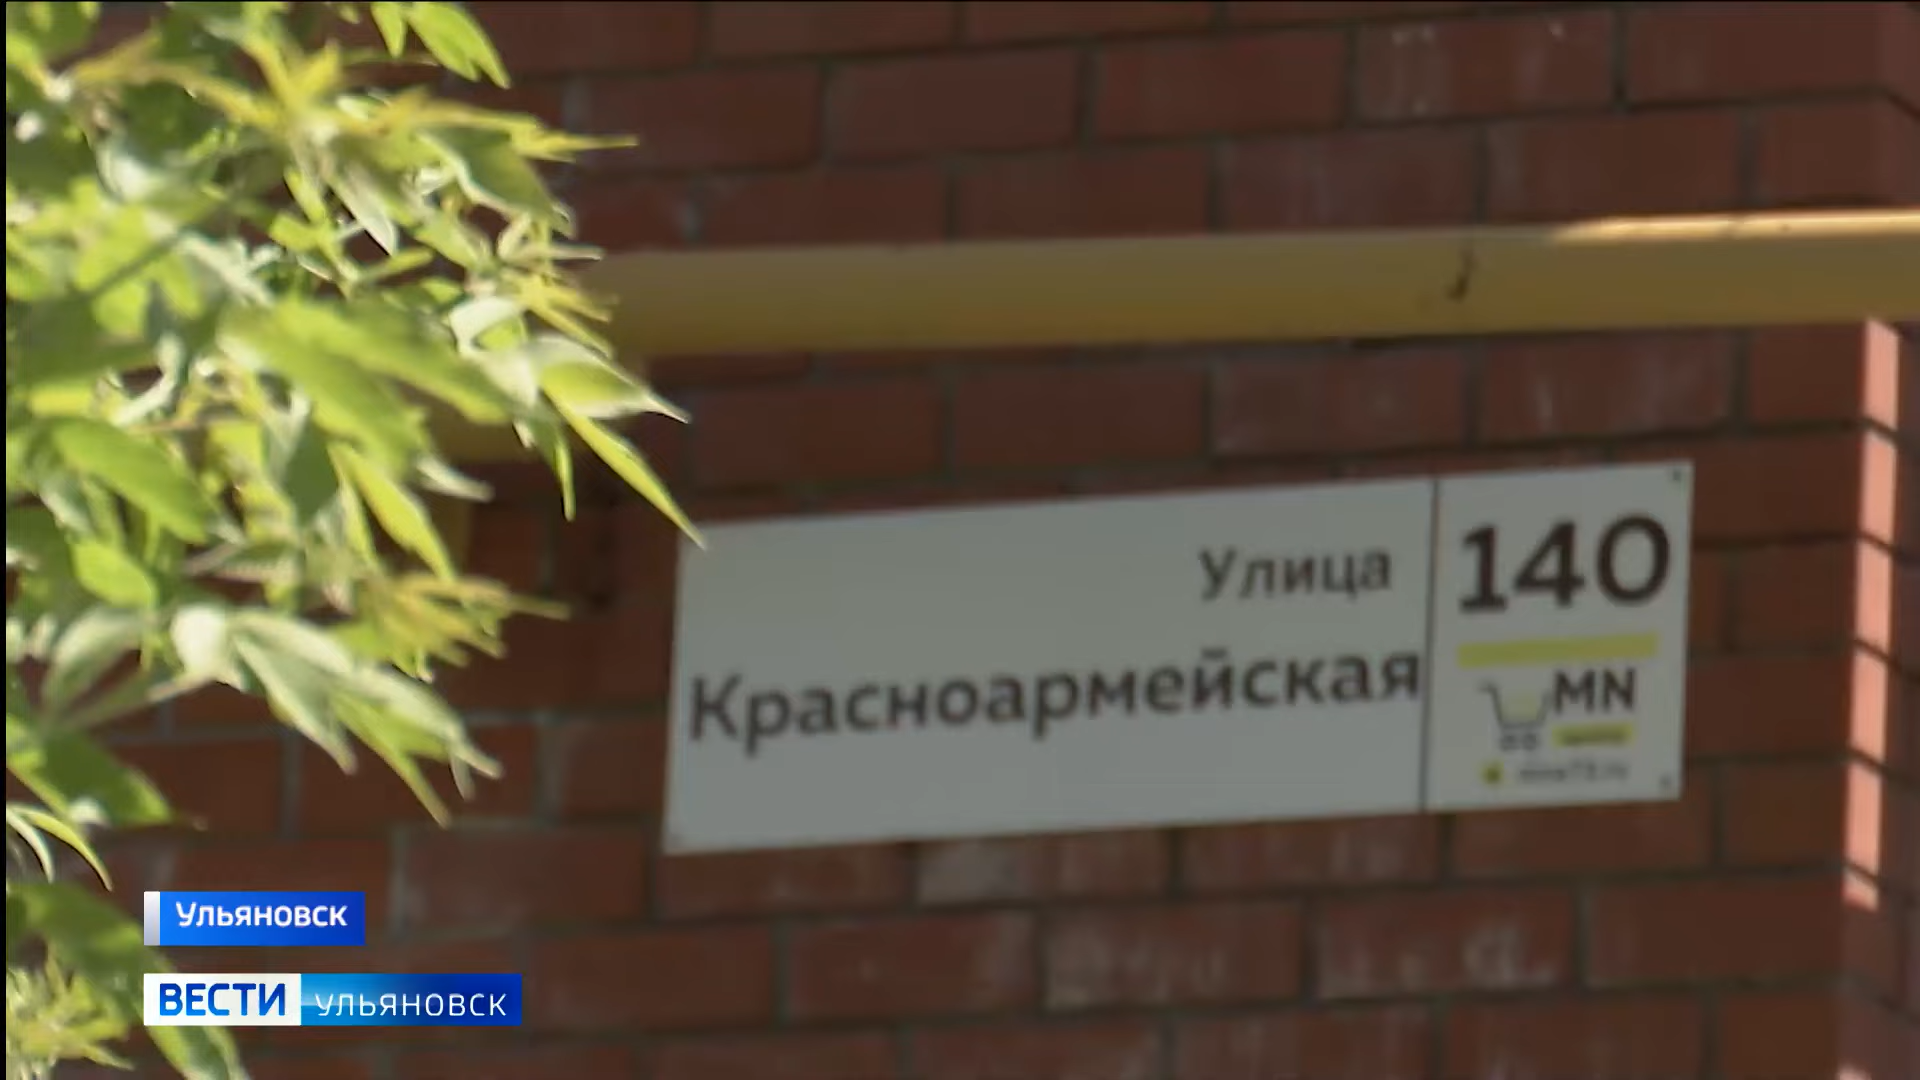 Улица
Красноармейская
140
MN
Ульяновск
ВЕСТИ УЛЬЯНОВСК